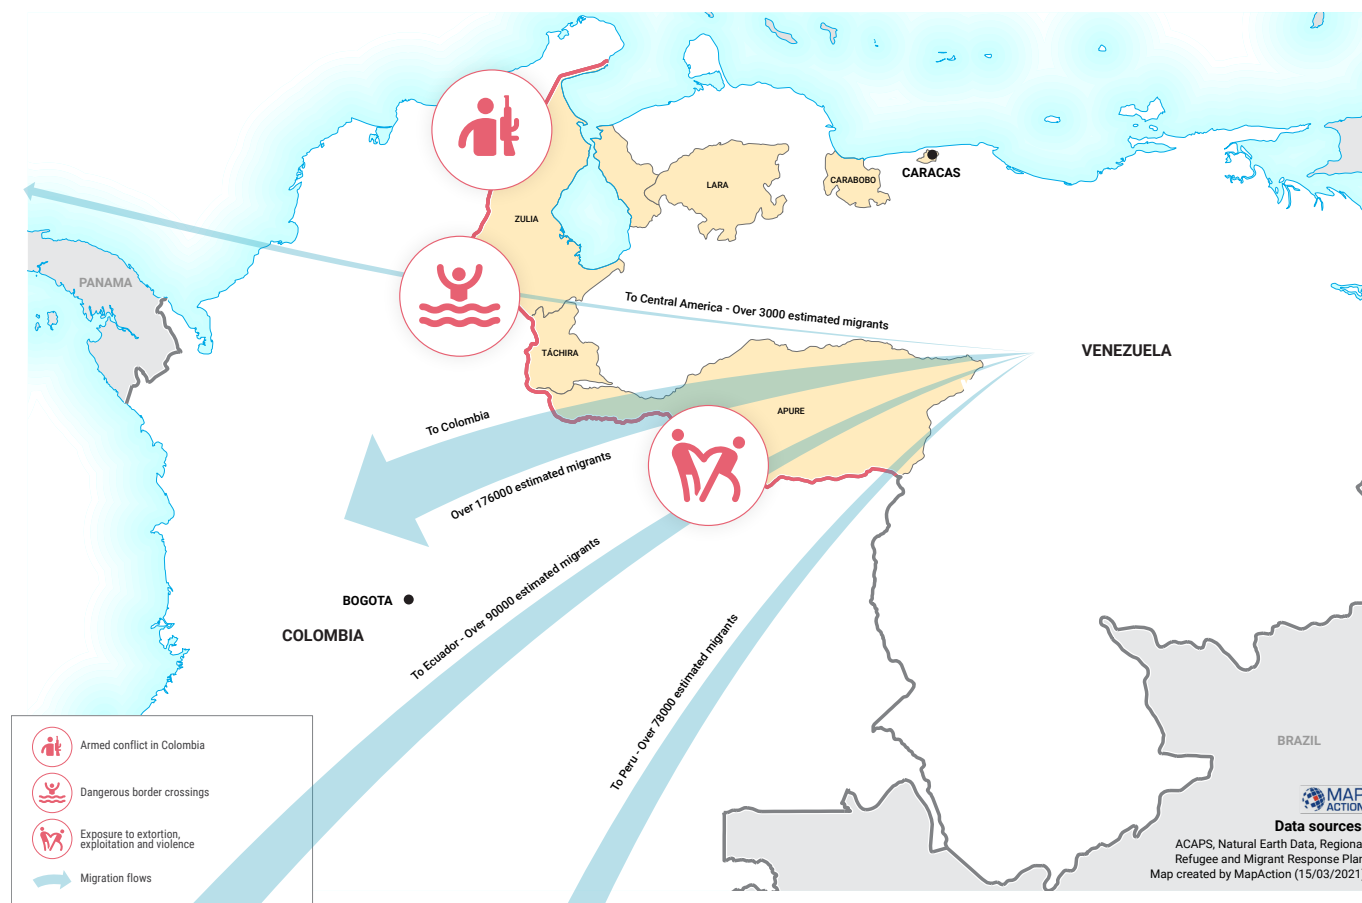 CARACAS
CARABOBO
LARA
ZULIA
PANAMA
To Central America - Over 3000 estimated migrants
VENEZUELA
TÁCHIRA
APURE
To Colombia
Over 176000 estimated migrants
To Ecuador - Over 90000 estimated migrants
To Peru - Over 78000 estimated migrants
BOGOTA
COLOMBIA
BRAZIL
Armed conflict in Colombia
Dangerous border crossings
Exposure to extortion,
exploitation and violence
Migration flows
MAP
ACTION
Data sources
ACAPS, Natural Earth Data, Regiona
Refugee and Migrant Response Plan
Map created by MapAction (15/03/2021)